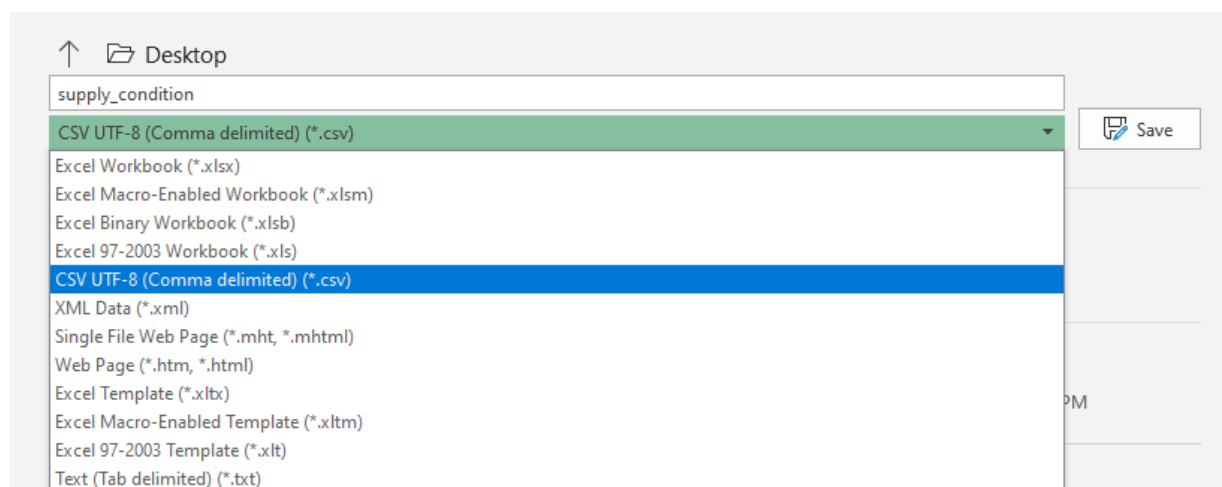 Desktop
supply_condition
CSV UTF-8 (Comma delimited) (*.csv)
Save
Excel Workbook (*.xlsx)
Excel Macro-Enabled Workbook (*.xlsm)
Excel Binary Workbook (*.xlsb)
Excel 97-2003 Workbook (*.xls)
CSV UTF-8 (Comma delimited) (*.csv)
XML Data (*.xml)
Single File Web Page (*.mht, *.mhtml)
Web Page (*.htm, *.html)
Excel Template (*.xltx)
PM
Excel Macro-Enabled Template (*.xltm)
Excel 97-2003 Template (*.xlt)
Text (Tab delimited) (*.txt)